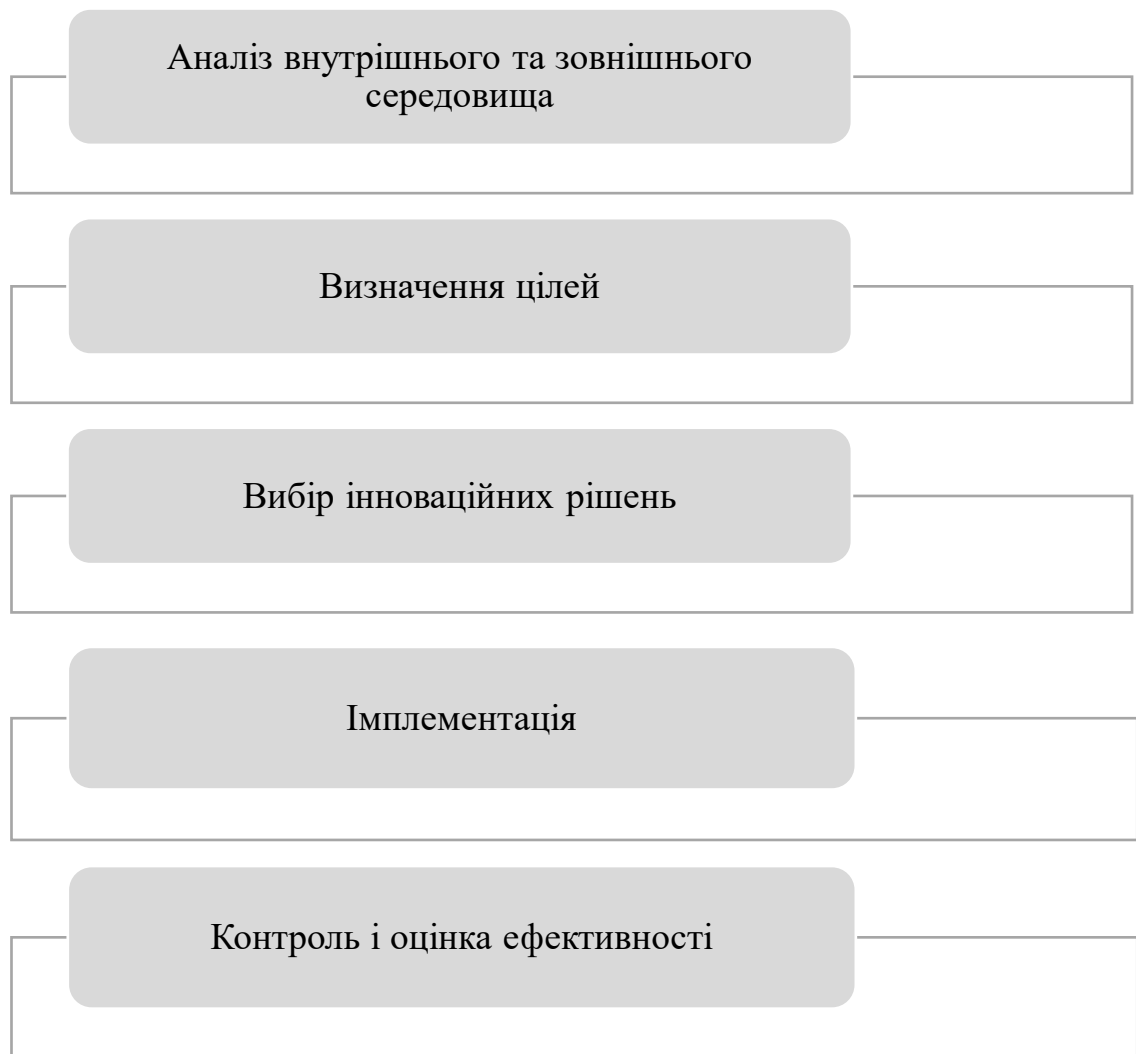 Аналіз внутрішнього та зовнішнього
середовища
Визначення цілей
Вибір інноваційних рішень
Імплементація
Контроль і оцінка ефективності